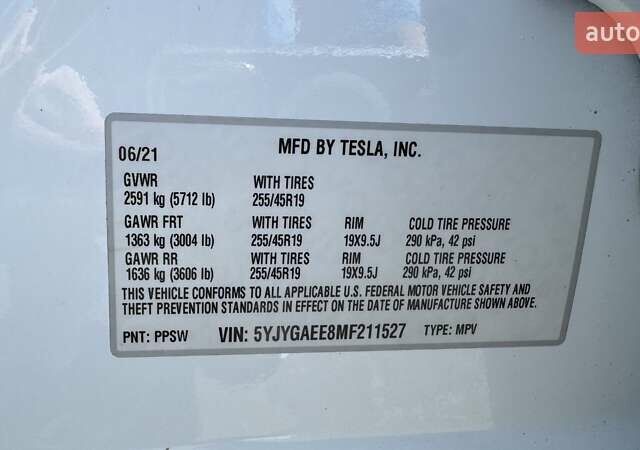 auto
06/21 MFD BY TESLA, INC.
GVWR WITH TIRES
2591 kg (5712 lb) 255/45R19
GAWR FRT WITH TIRES RIM COLD TIRE PRESSURE
1363 kg (3004 lb) 255/45R19 19X9.5J 290 kPa, 42 psi
GAWR RR WITH TIRES RIM COLD TIRE PRESSURE
1636 kg (3606 lb) 255/45R19 19X9.5J 290 kPa, 42 psi
THIS VEHICLE CONFORMS TO ALL APPLICABLE U.S. FEDERAL MOTOR VEHICLE SAFETY AND
THEFT PREVENTION STANDARDS IN EFFECT ON THE DATE OF MANUFACTURE SHOWN ABOVE.
PNT: PPSW VIN: 5YJYGAEE8MF211527 TYPE: MPV